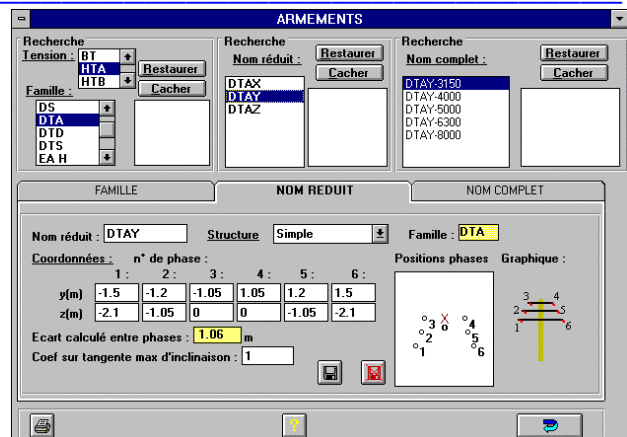 ARMEMENTS
Recherche
Tension :
BT
HTA
HTB
Restaurer
Cacher
Famille :
DS
DTA
DTD
DTS
EA H
Recherche
Nom réduit :
Restaurer
Cacher
DTAX
DTAY
DTAZ
Recherche
Nom complet :
Restaurer
Cacher
DTAY-3150
DTAY-4000
DTAY-5000
DTAY-6300
DTAY-8000
FAMILLE NOM REDUIT NOM COMPLET
Nom réduit : DTAY Structure Simple Famille : DTA
Coordonnées : n° de phase : Positions phases Graphique :
1 : 2 : 3 : 4 : 5 : 6 :
y(m) -1.5 -1.2 -1.05 1.05 1.2 1.5
z(m) -2.1 -1.05 0 0 -1.05 -2.1
Ecart calculé entre phases : 1.06 m
Coef sur tangente max d'inclinaison : 1
3 X 4
o
2 5
1 6
3 4
2 5
1 6
?